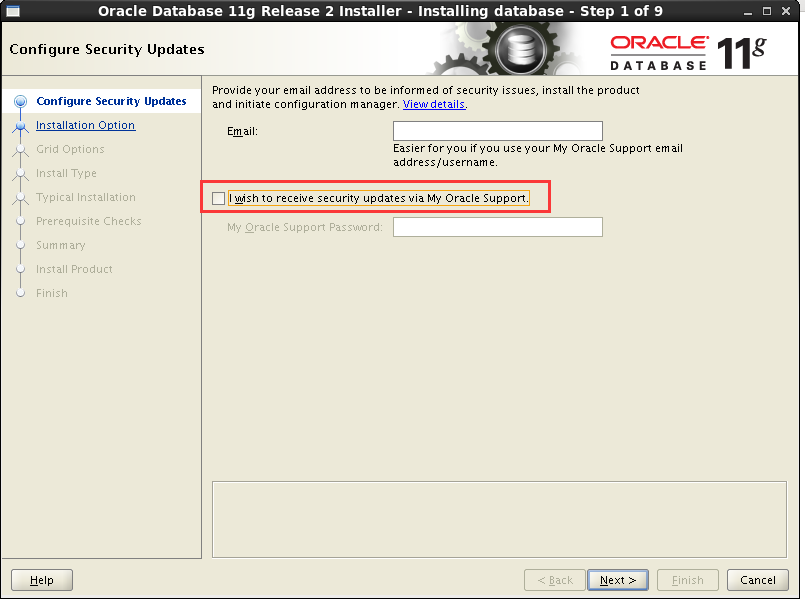 Oracle Database 11g Release 2 Installer - Installing database - Step 1 of 9
Configure Security Updates
ORACLE
DATABASE
11g
Configure Security Updates
Installation Option
Grid Options
Install Type
Typical Installation
Prerequisite Checks
Summary
Install Product
Finish
Provide your email address to be informed of security issues, install the product
and initiate configuration manager. View details.
Email:
Easier for you if you use your My Oracle Support email
address/username.
I wish to receive security updates via My Oracle Support.
My Oracle Support Password:
Help
< Back
Next >
Finish
Cancel